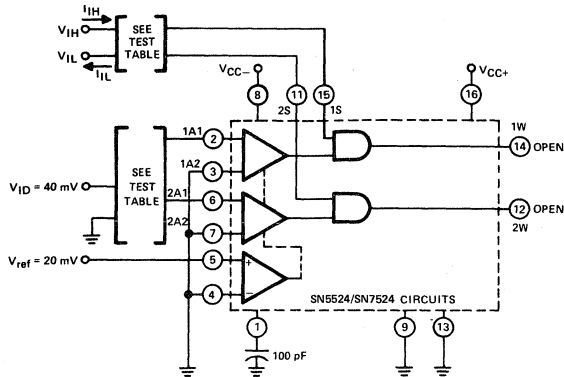 IIH
VIH
VIL
IIL
SEE
TEST
TABLE
VCC−
8
11
2S
15
1S
VCC+
16
1A1
2
1A2
3
2A1
6
2A2
7
5
4
VID = 40 mV
SEE
TEST
TABLE
Vref = 20 mV
+
−
1W
14 OPEN
12 OPEN
2W
SN5524/SN7524 CIRCUITS
1
9
13
100 pF